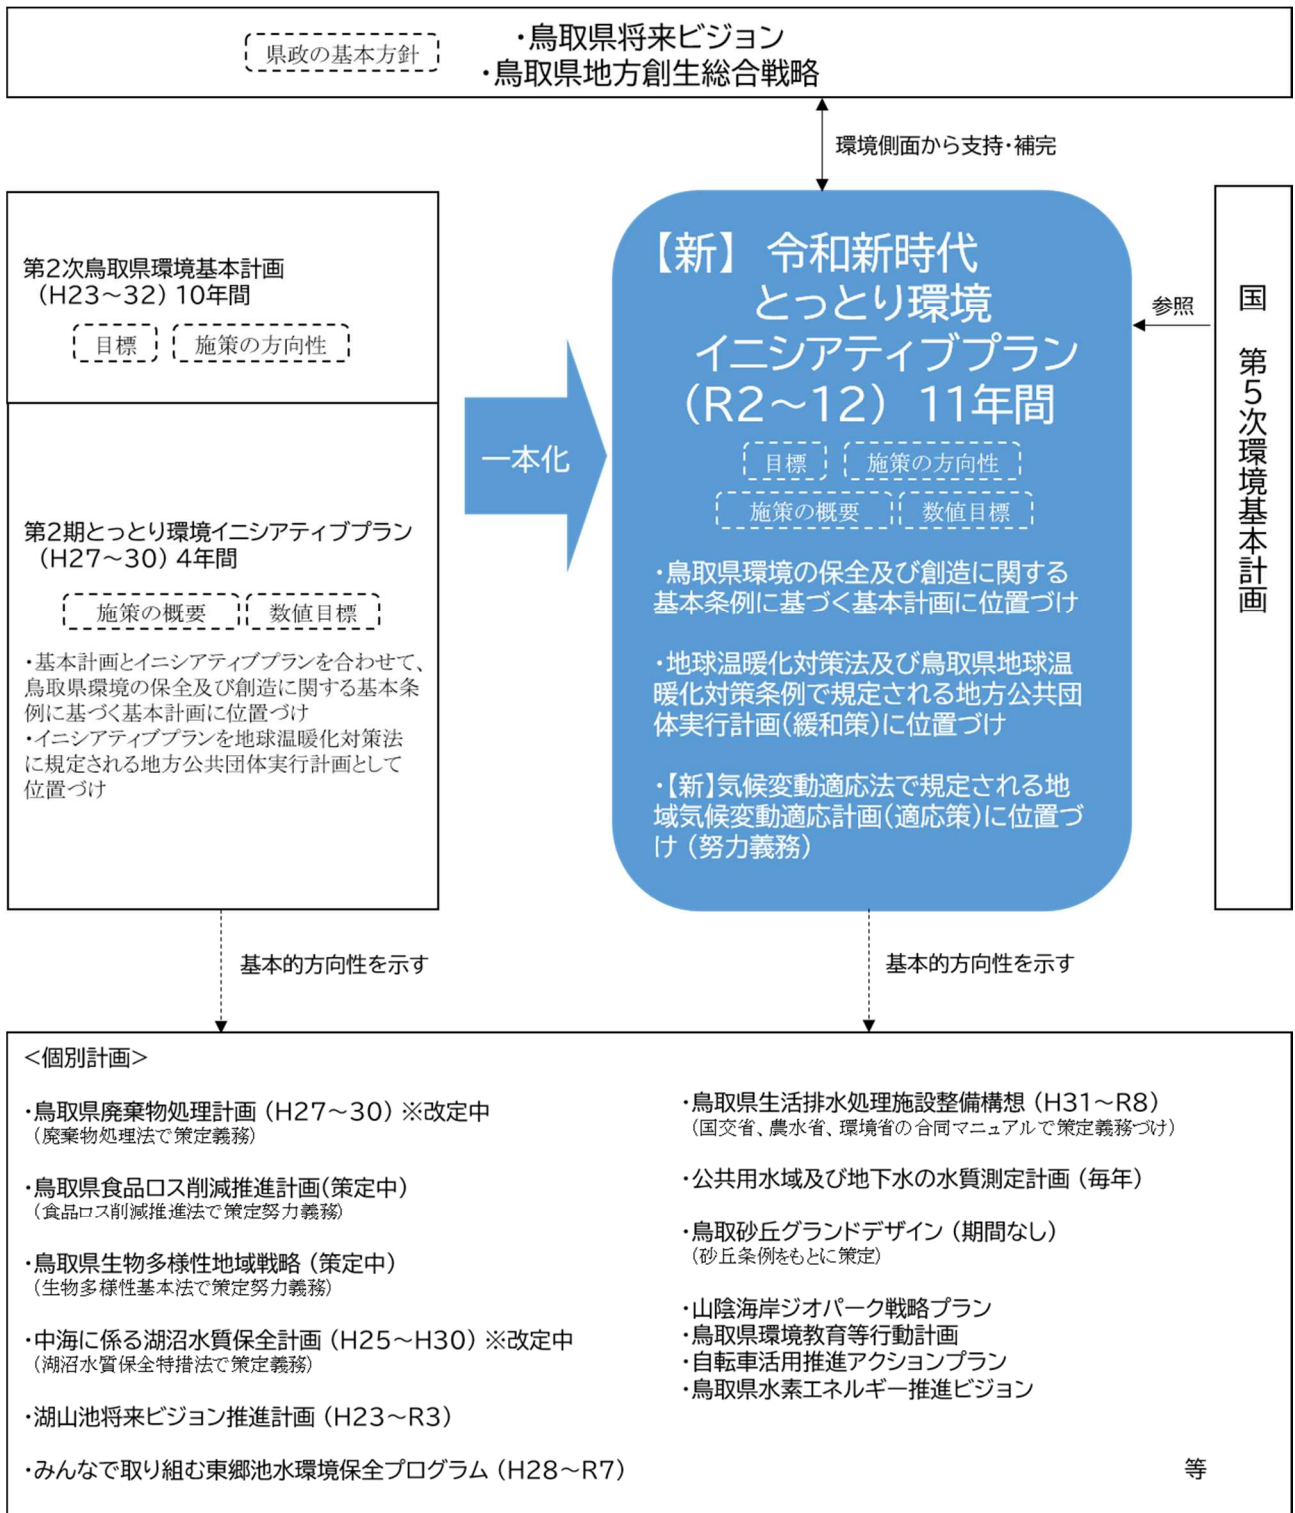 県政の基本方針
・鳥取県将来ビジョン
・鳥取県地方創生総合戦略
環境側面から支持・補完
第2次鳥取県環境基本計画
(H23～32) 10年間
目標
施策の方向性
第2期とっとり環境イニシアティブプラン
(H27～30) 4年間
施策の概要
数値目標
・基本計画とイニシアティブプランを合わせて、
鳥取県環境の保全及び創造に関する基本条
例に基づく基本計画に位置づけ
・イニシアティブプランを地球温暖化対策法
に規定される地方公共団体実行計画として
位置づけ
一本化
【新】 令和新時代
とっとり環境
イニシアティブプラン
(R2～12) 11年間
目標
施策の方向性
施策の概要
数値目標
・鳥取県環境の保全及び創造に関する
基本条例に基づく基本計画に位置づけ
・地球温暖化対策法及び鳥取県地球温
暖化対策条例で規定される地方公共団
体実行計画(緩和策)に位置づけ
・【新】気候変動適応法で規定される地
域気候変動適応計画(適応策)に位置づ
け (努力義務)
参照
国 第5次環境基本計画
基本的方向性を示す
基本的方向性を示す
<個別計画>
・鳥取県廃棄物処理計画 (H27～30) ※改定中
(廃棄物処理法で策定義務)
・鳥取県食品ロス削減推進計画(策定中)
(食品ロス削減推進法で策定努力義務)
・鳥取県生物多様性地域戦略 (策定中)
(生物多様性基本法で策定努力義務)
・中海に係る湖沼水質保全計画 (H25～H30) ※改定中
(湖沼水質保全特措法で策定義務)
・湖山池将来ビジョン推進計画 (H23～R3)
・みんなで取り組む東郷池水環境保全プログラム (H28～R7)
・鳥取県生活排水処理施設整備構想 (H31～R8)
(国交省、農水省、環境省の合同マニュアルで策定義務づけ)
・公共用水域及び地下水の水質測定計画 (毎年)
・鳥取砂丘グランドデザイン (期間なし)
(砂丘条例をもとに策定)
・山陰海岸ジオパーク戦略プラン
・鳥取県環境教育等行動計画
・自転車活用推進アクションプラン
・鳥取県水素エネルギー推進ビジョン
等